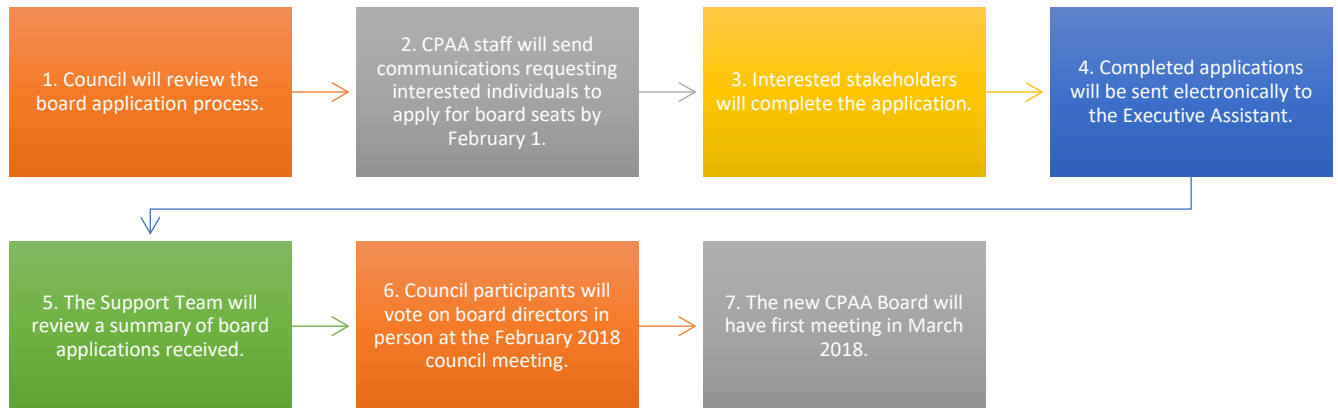 1. Council will review the
board application process.
2. CPAA staff will send
communications requesting
interested individuals to
apply for board seats by
February 1.
3. Interested stakeholders
will complete the application.
4. Completed applications
will be sent electronically to
the Executive Assistant.
5. The Support Team will
review a summary of board
applications received.
6. Council participants will
vote on board directors in
person at the February 2018
council meeting.
7. The new CPAA Board will
have first meeting in March
2018.